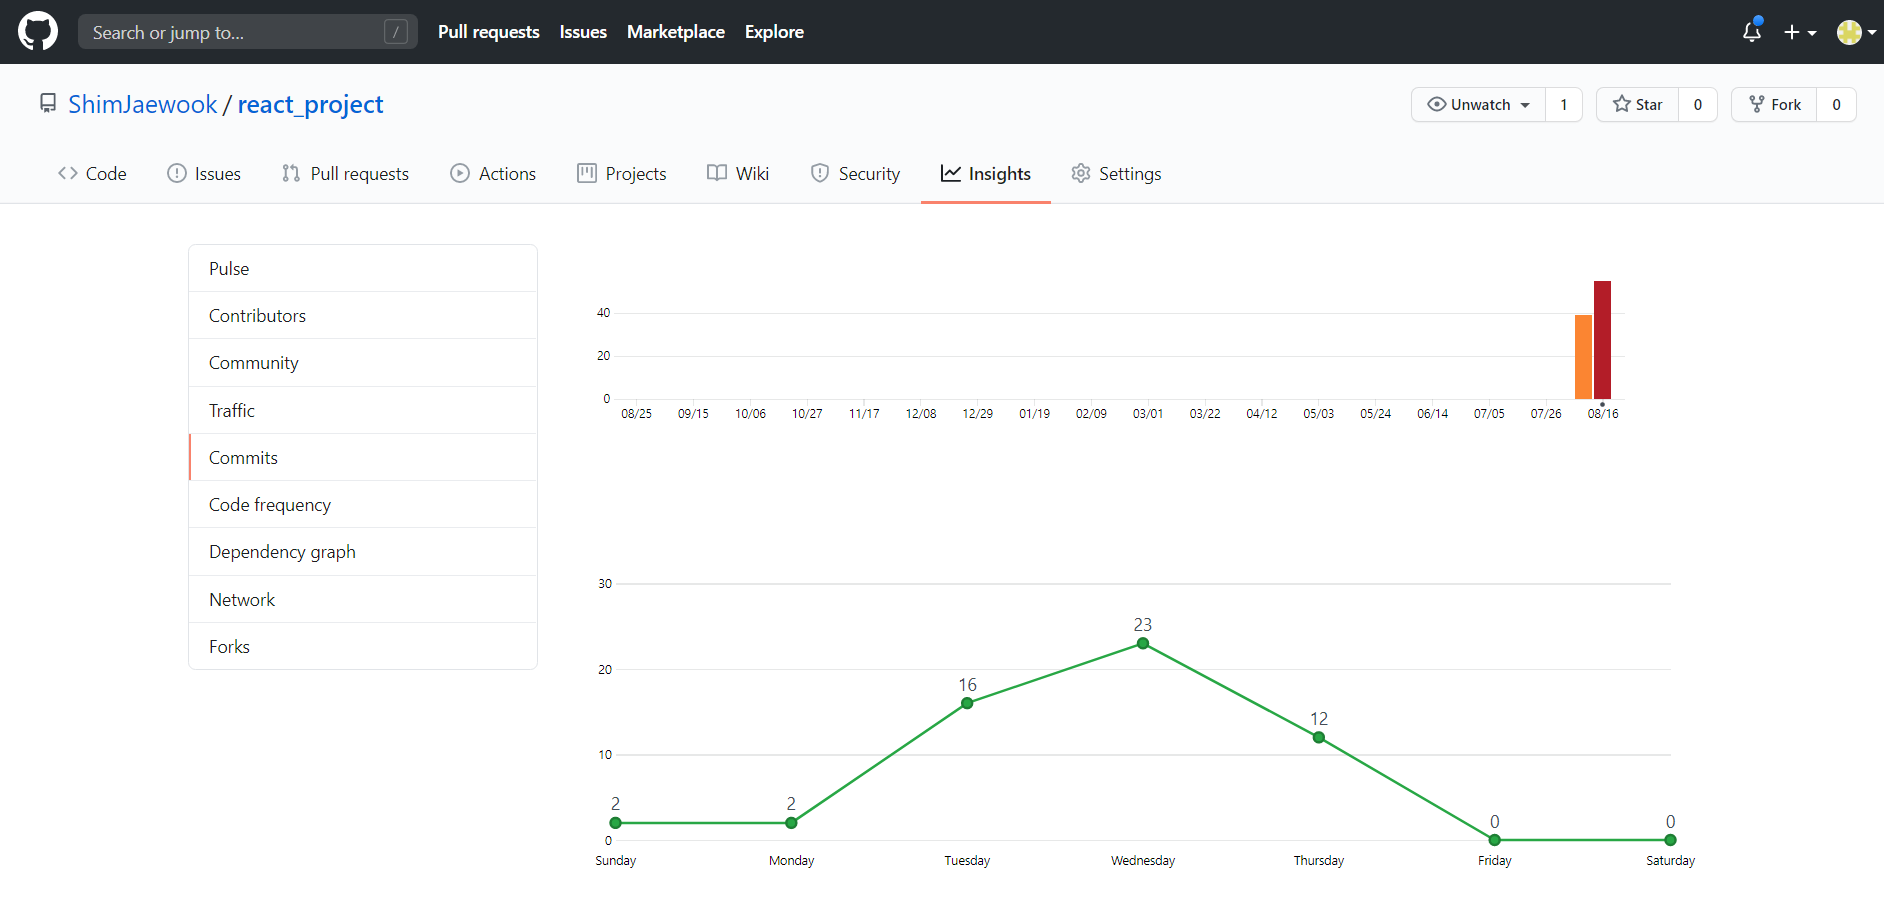 Search or jump to... /
Pull requests Issues Marketplace Explore
ShimJaewook / react_project
Unwatch 1 Star 0 Fork 0
Code Issues Pull requests Actions Projects Wiki Security Insights Settings
Pulse
Contributors
Community
Traffic
Commits
Code frequency
Dependency graph
Network
Forks
40
20
0
08/25 09/15 10/06 10/27 11/17 12/08 12/29 01/19 02/09 03/01 03/22 04/12 05/03 05/24 06/14 07/05 07/26 08/16
30
23
20
16
12
10
2 2 0 0
0
Sunday Monday Tuesday Wednesday Thursday Friday Saturday